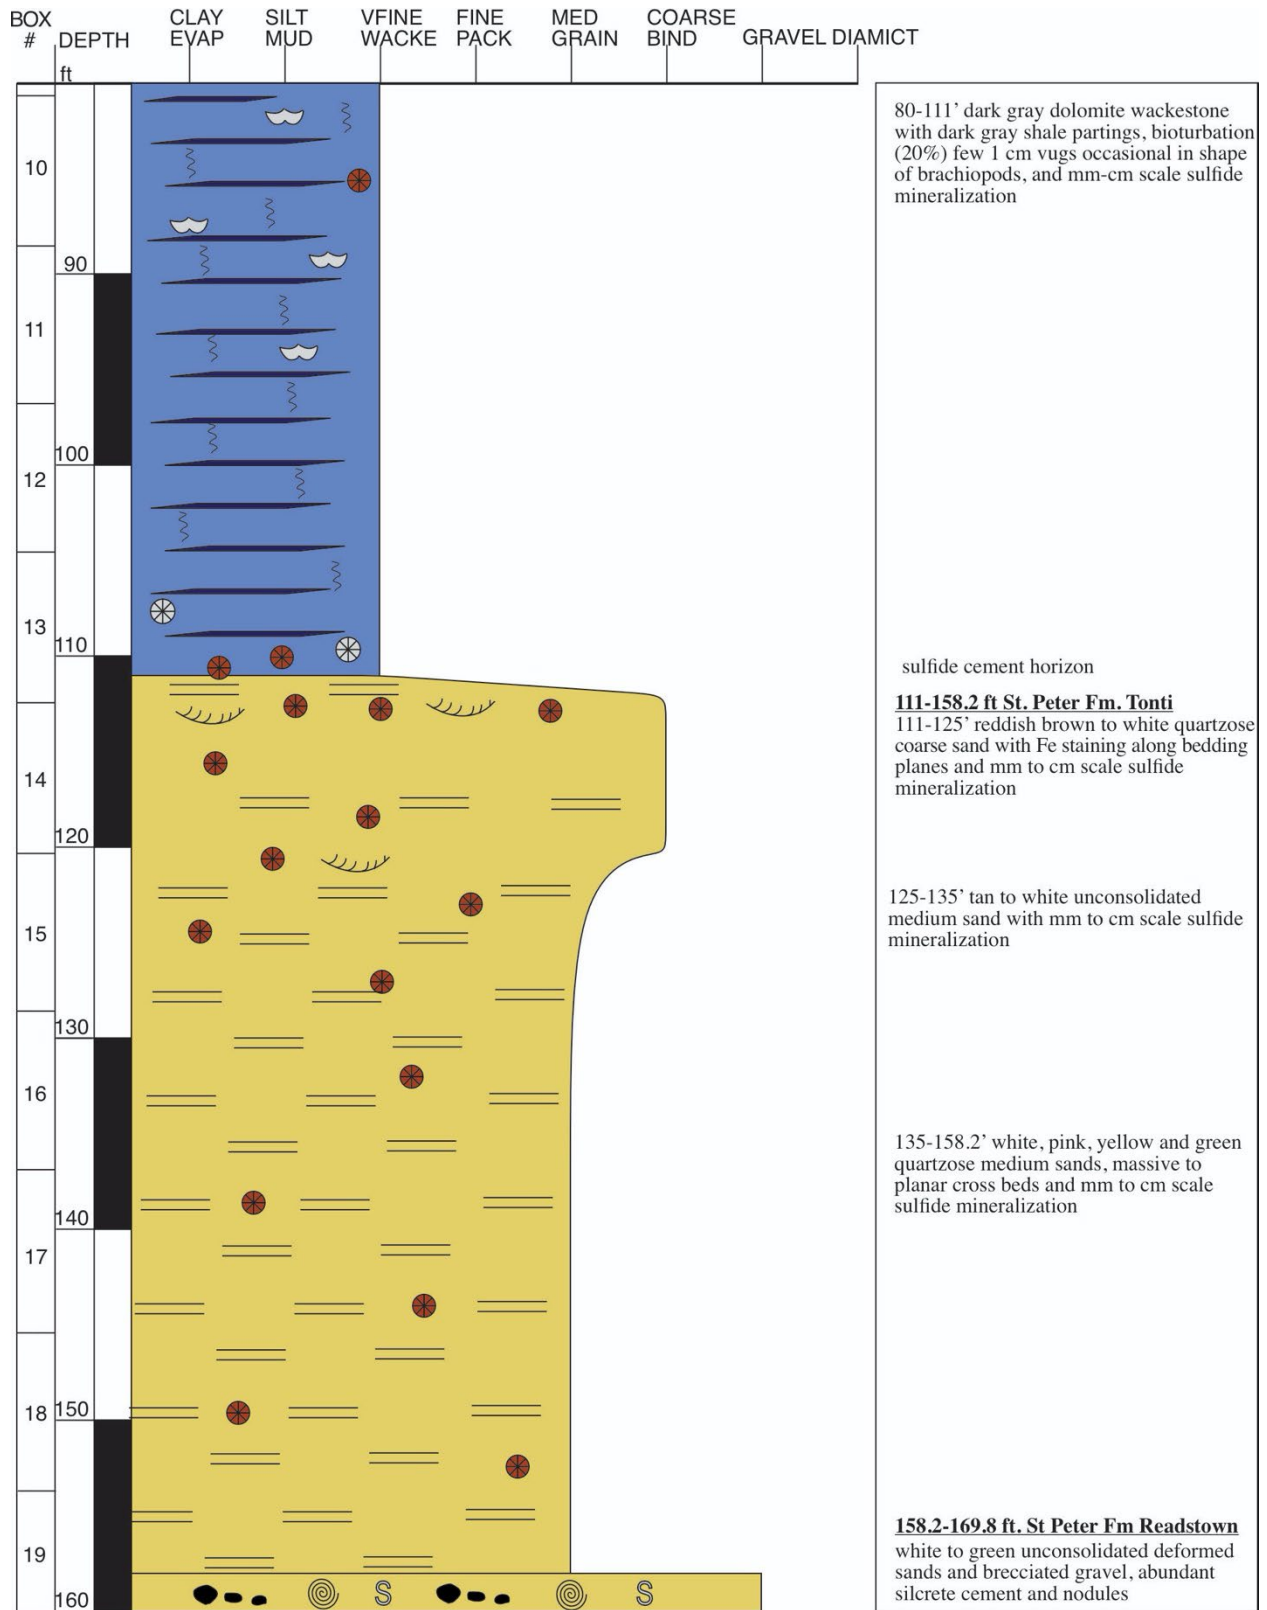 BOX
#
DEPTH
ft
CLAY
EVAP
SILT
MUD
VFINE
WACKE
FINE
PACK
MED
GRAIN
COARSE
BIND
GRAVEL DIAMICT
10
90
11
100
12
13
110
14
120
15
130
16
140
17
18
150
19
160
S
S
80-111’ dark gray dolomite wackestone
with dark gray shale partings, bioturbation
(20%) few 1 cm vugs occasional in shape
of brachiopods, and mm-cm scale sulfide
mineralization
sulfide cement horizon
111-158.2 ft St. Peter Fm. Tonti
111-125’ reddish brown to white quartzose
coarse sand with Fe staining along bedding
planes and mm to cm scale sulfide
mineralization
125-135’ tan to white unconsolidated
medium sand with mm to cm scale sulfide
mineralization
135-158.2’ white, pink, yellow and green
quartzose medium sands, massive to
planar cross beds and mm to cm scale
sulfide mineralization
158.2-169.8 ft. St Peter Fm Readstown
white to green unconsolidated deformed
sands and brecciated gravel, abundant
silcrete cement and nodules